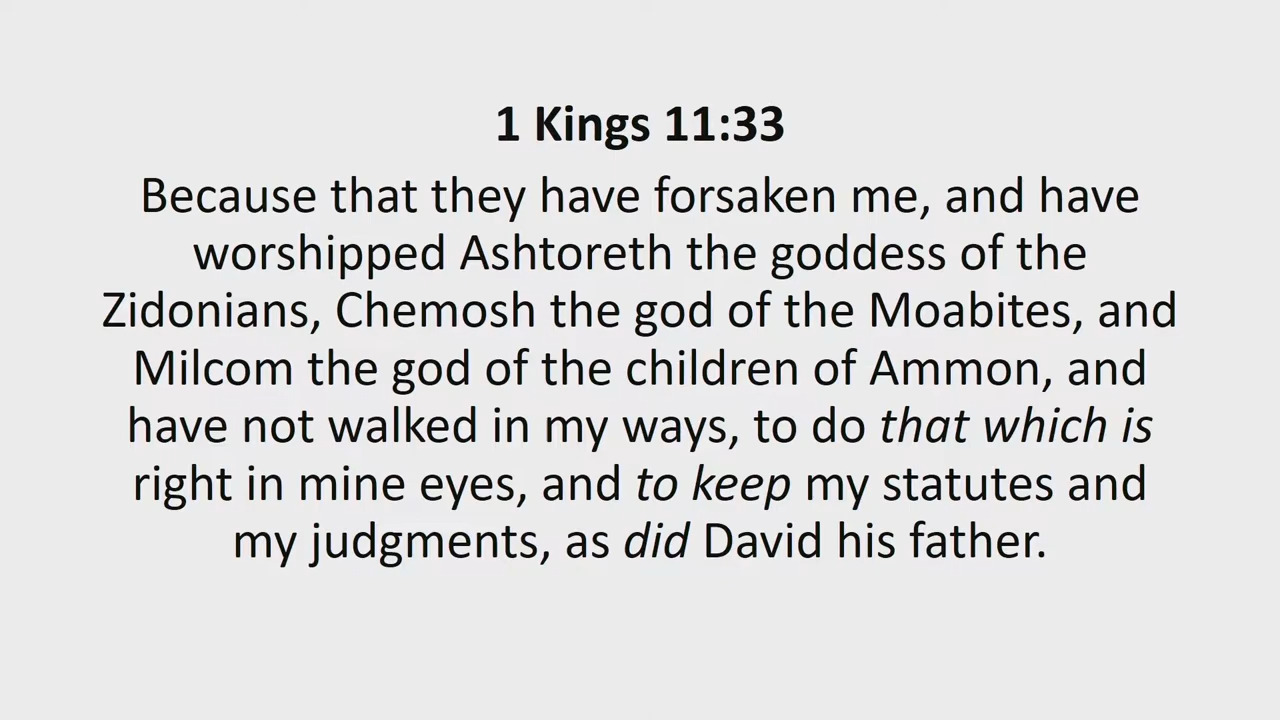 1 Kings 11:33
Because that they have forsaken me, and have
worshipped Ashtoreth the goddess of the
Zidonians, Chemosh the god of the Moabites, and
Milcom the god of the children of Ammon, and
have not walked in my ways, to do that which is
right in mine eyes, and to keep my statutes and
my judgments, as did David his father.